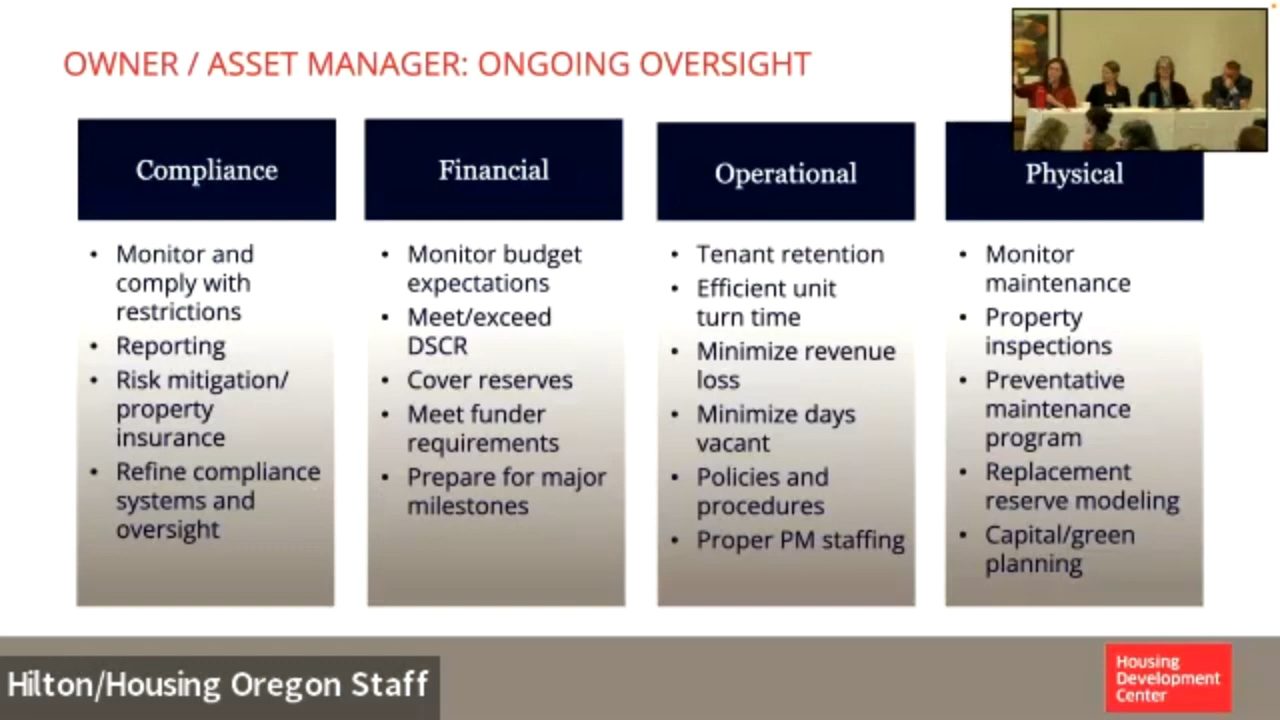 OWNER / ASSET MANAGER: ONGOING OVERSIGHT
Compliance
• Monitor and
comply with
restrictions
• Reporting
• Risk mitigation/
property
insurance
• Refine compliance
systems and
oversight
Financial
• Monitor budget
expectations
• Meet/exceed
DSCR
• Cover reserves
• Meet funder
requirements
• Prepare for major
milestones
Operational
• Tenant retention
• Efficient unit
turn time
• Minimize revenue
loss
• Minimize days
vacant
• Policies and
procedures
• Proper PM staffing
Physical
• Monitor
maintenance
• Property
inspections
• Preventative
maintenance
program
• Replacement
reserve modeling
• Capital/green
planning
Hilton/Housing Oregon Staff
Housing
Development
Center